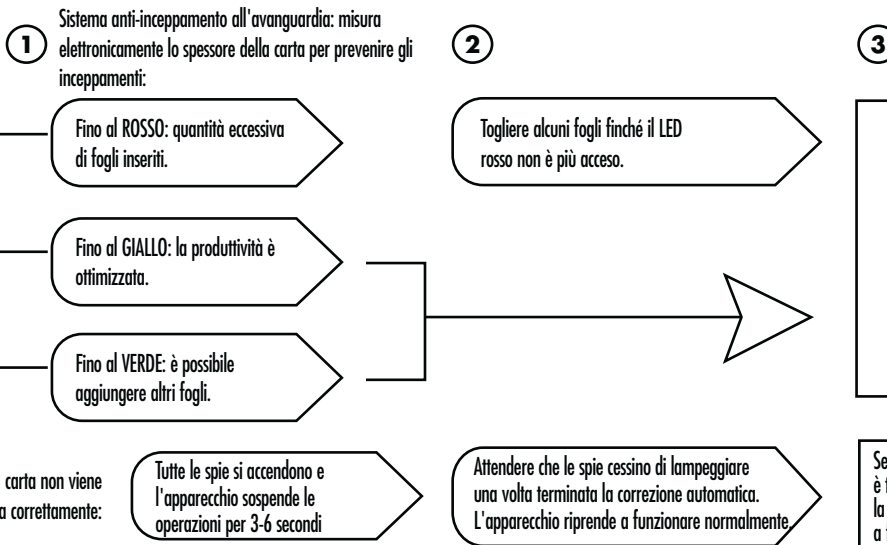 1
Sistema anti-inceppamento all'avanguardia: misura
elettronicamente lo spessore della carta per prevenire gli
inceppamenti:
2
3
Fino al ROSSO: quantità eccessiva
di fogli inseriti.
Togliere alcuni fogli finché il LED
rosso non è più acceso.
Fino al GIALLO: la produttività è
ottimizzata.
Fino al VERDE: è possibile
aggiungere altri fogli.
carta non viene
a correttamente:
Tutte le spie si accendono e
l'apparecchio sospende le
operazioni per 3-6 secondi
Attendere che le spie cessino di lampeggiare
una volta terminata la correzione automatica.
L'apparecchio riprende a funzionare normalmente.
Se
è
la
a